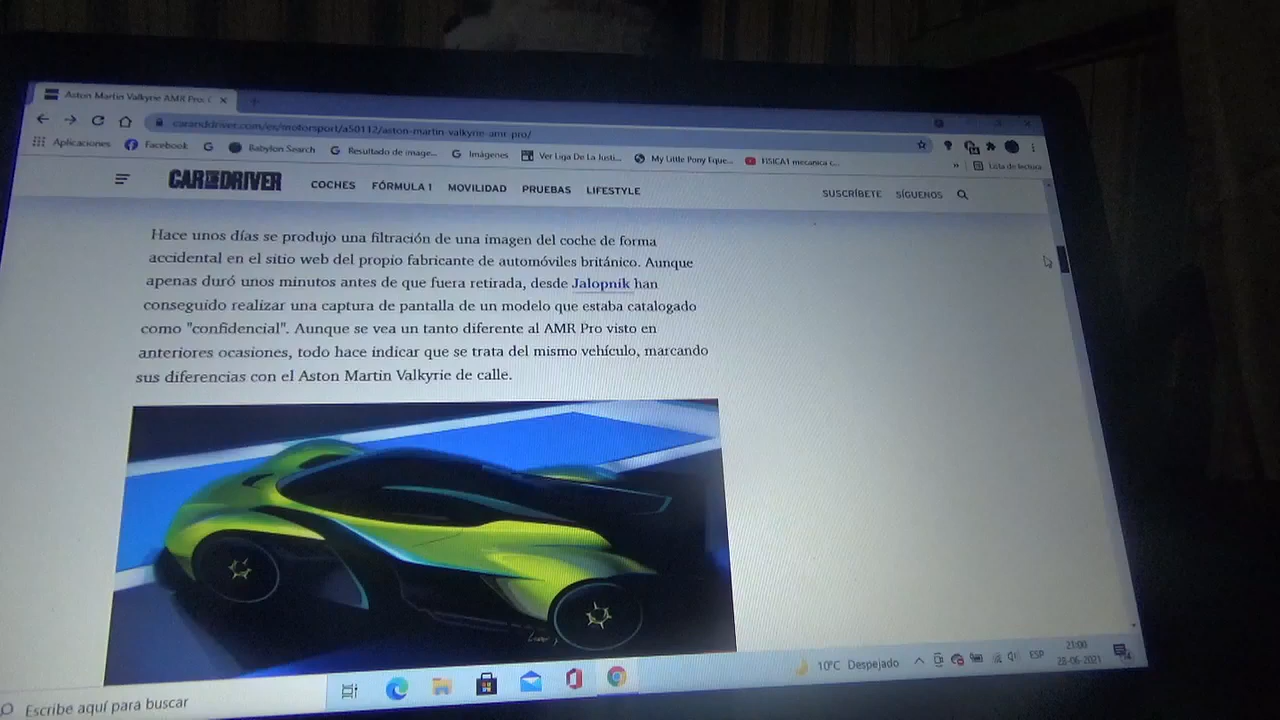 Aston Martin Valkyrie AMR Pro:
caranddriver.com/es/motorsport/a50112/aston-martin-valkyrie-amr-pro/
Aplicaciones Facebook Babylon Search Resultado de image... Imágenes Ver Liga De La Justi... My Little Pony Eque... FISICA1 mecanica c... » Lista de lectura
CAR AND DRIVER COCHES FÓRMULA 1 MOVILIDAD PRUEBAS LIFESTYLE SUSCRÍBETE SÍGUENOS
Hace unos días se produjo una filtración de una imagen del coche de forma
accidental en el sitio web del propio fabricante de automóviles británico. Aunque
apenas duró unos minutos antes de que fuera retirada, desde Jalopnik han
conseguido realizar una captura de pantalla de un modelo que estaba catalogado
como "confidencial". Aunque se vea un tanto diferente al AMR Pro visto en
anteriores ocasiones, todo hace indicar que se trata del mismo vehículo, marcando
sus diferencias con el Aston Martin Valkyrie de calle.
Escribe aquí para buscar
10°C Despejado
ESP
21:00
28-06-2021